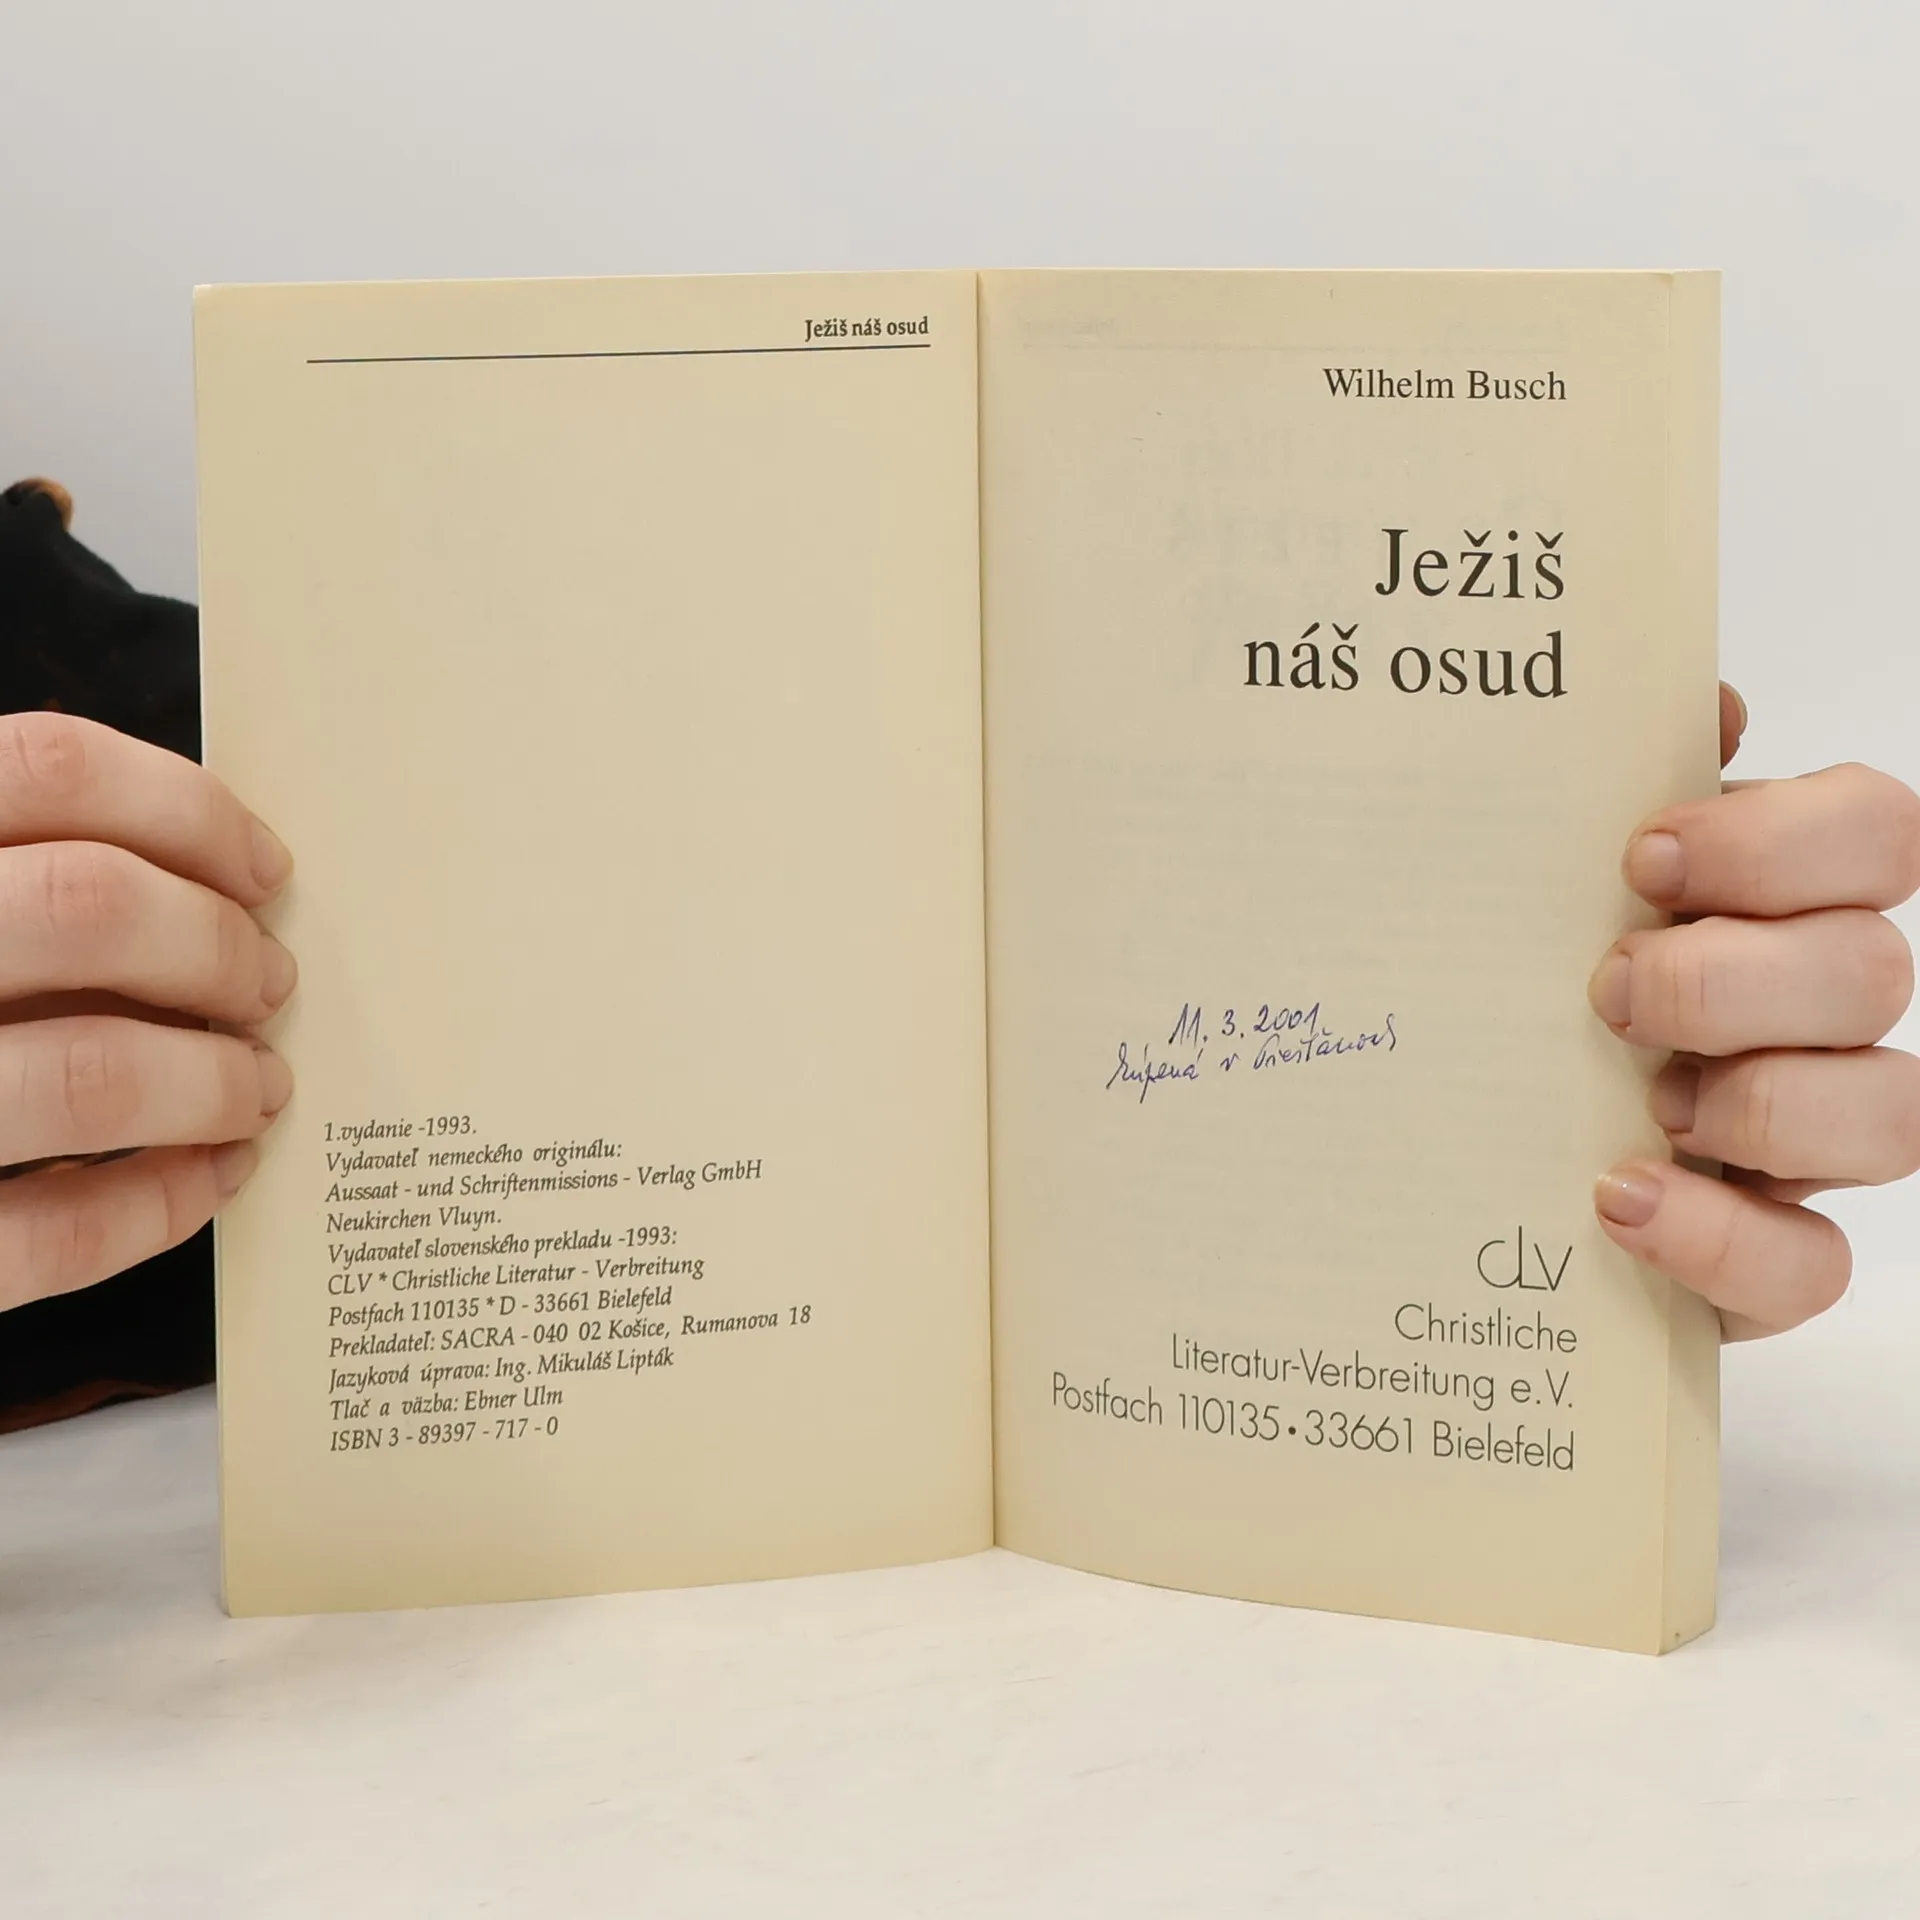 Ježiš náš osud
1.vydanie -1993.
Vydavateľ nemeckého originálu:
Aussaat - und Schriftenmissions - Verlag GmbH
Neukirchen Vluyn.
Vydavateľ slovenského prekladu -1993:
CLV * Christliche Literatur - Verbreitung
Postfach 110135 * D - 33661 Bielefeld
Prekladateľ: SACRA - 040 02 Košice, Rumanova 18
Jazyková úprava: Ing. Mikuláš Lipták
Tlač a väzba: Ebner Ulm
ISBN 3 - 89397 - 717 - 0
Wilhelm Busch
Ježiš
náš osud
11. 3. 2001
kúpená v Piešťanoch
CLV
Christliche
Literatur-Verbreitung e.V.
Postfach 110135 • 33661 Bielefeld